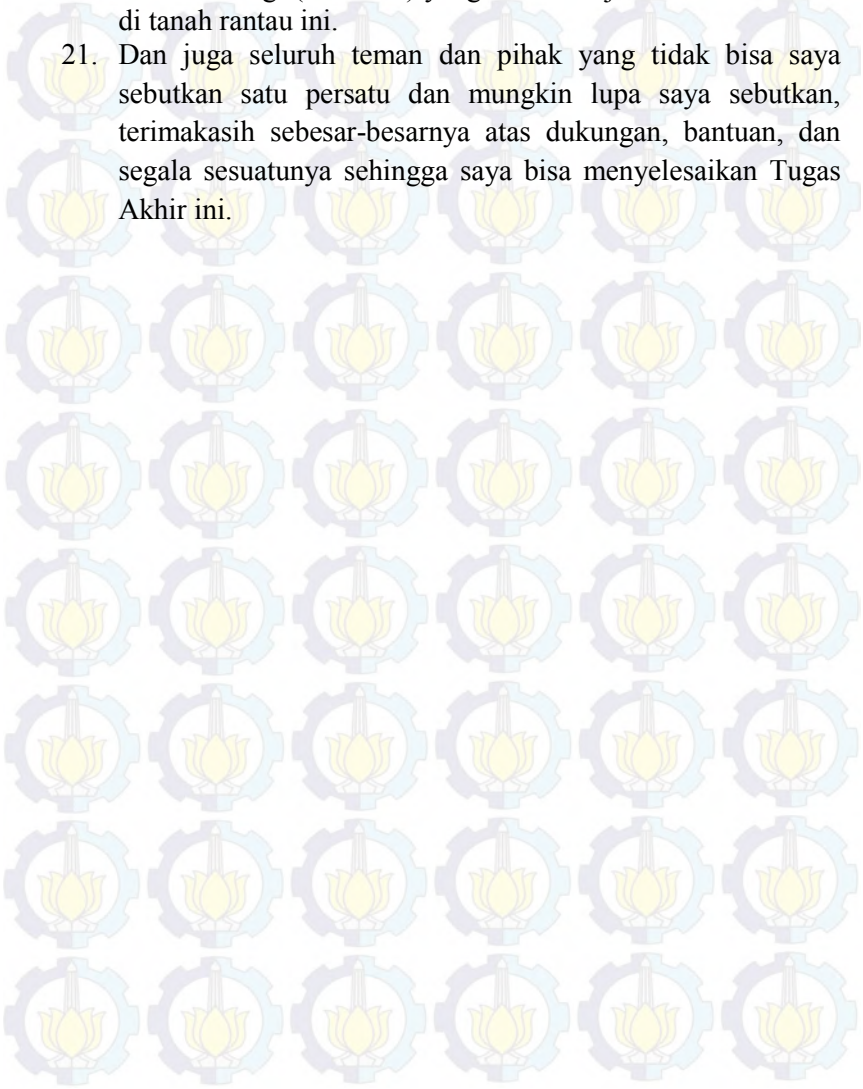 di tanah rantau ini.
21. Dan juga seluruh teman dan pihak yang tidak bisa saya
sebutkan satu persatu dan mungkin lupa saya sebutkan,
terimakasih sebesar-besarnya atas dukungan, bantuan, dan
segala sesuatunya sehingga saya bisa menyelesaikan Tugas
Akhir ini.